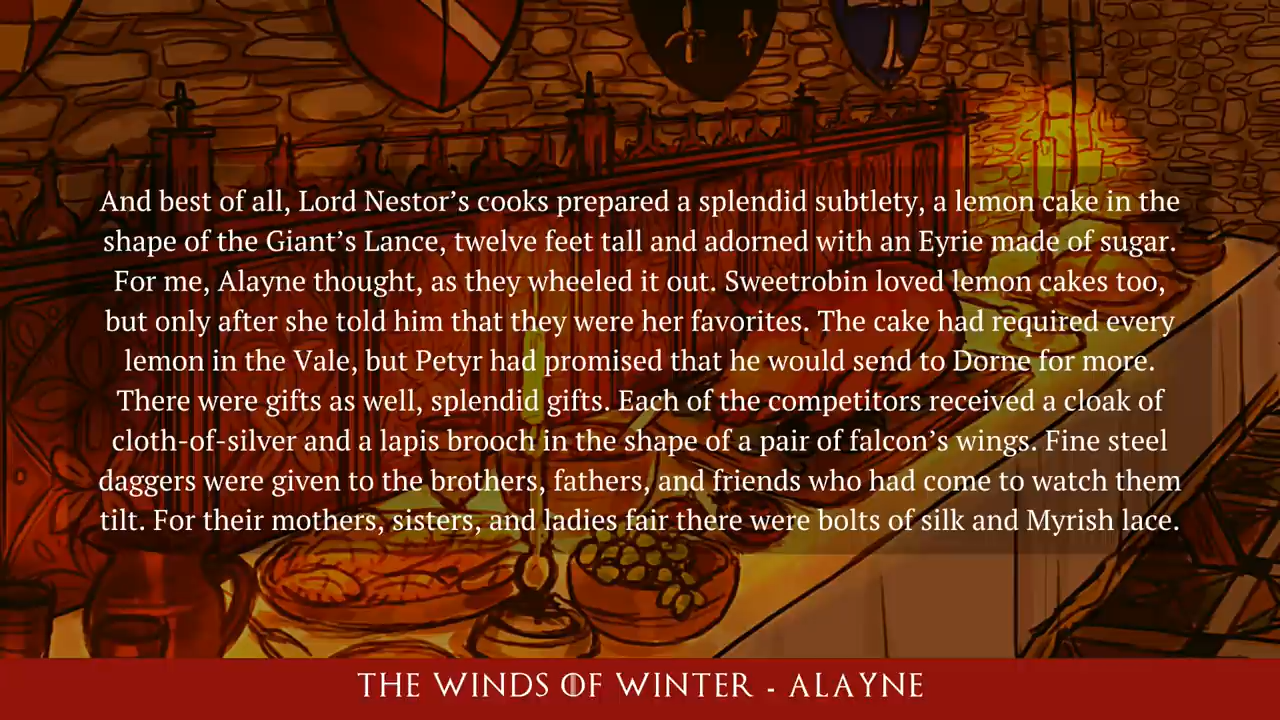 And best of all, Lord Nestor’s cooks prepared a splendid subtlety, a lemon cake in the
shape of the Giant’s Lance, twelve feet tall and adorned with an Eyrie made of sugar.
For me, Alayne thought, as they wheeled it out. Sweetrobin loved lemon cakes too,
but only after she told him that they were her favorites. The cake had required every
lemon in the Vale, but Petyr had promised that he would send to Dorne for more.
There were gifts as well, splendid gifts. Each of the competitors received a cloak of
cloth-of-silver and a lapis brooch in the shape of a pair of falcon’s wings. Fine steel
daggers were given to the brothers, fathers, and friends who had come to watch them
tilt. For their mothers, sisters, and ladies fair there were bolts of silk and Myrish lace.
THE WINDS OF WINTER - ALAYNE